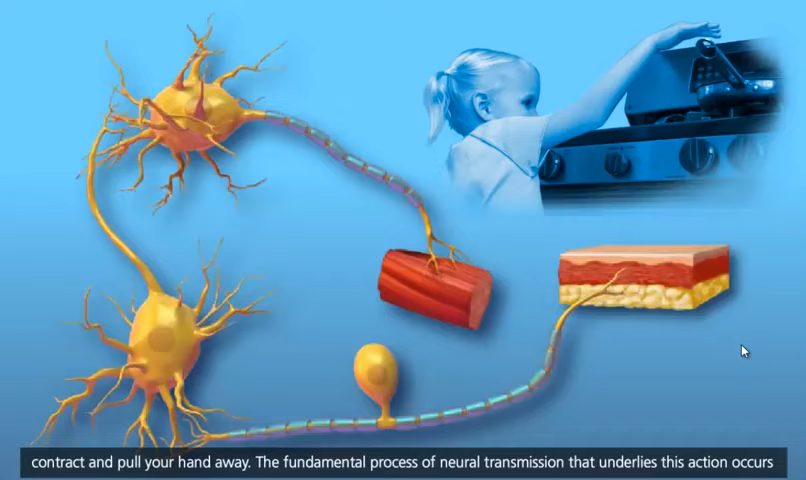 contract and pull your hand away. The fundamental process of neural transmission that underlies this action occurs